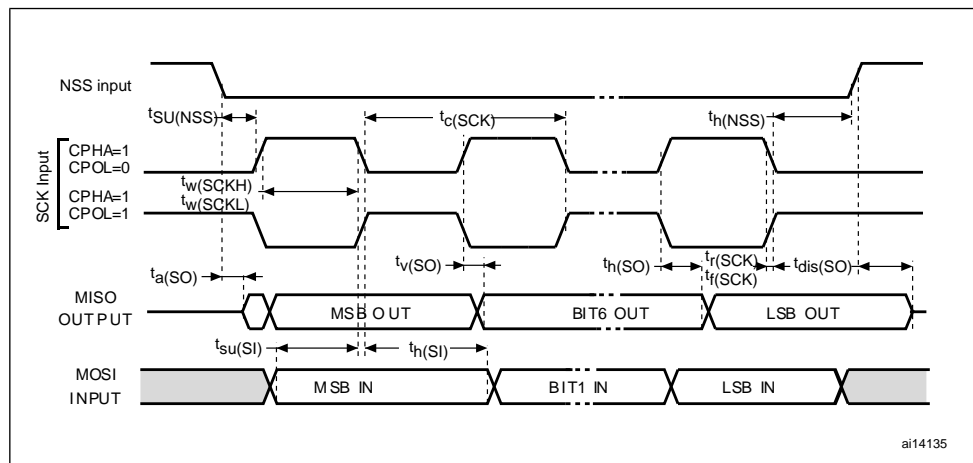 NSS input
tSU(NSS)
tc(SCK)
th(NSS)
SCK Input
CPHA=1
CPOL=0
CPHA=1
CPOL=1
tw(SCKH)
tw(SCKL)
ta(SO)
tv(SO)
th(SO)
tr(SCK)
tf(SCK)
tdis(SO)
MISO
OUTPUT
MSB OUT
BIT6 OUT
LSB OUT
tsu(SI)
th(SI)
MOSI
INPUT
MSB IN
BIT1 IN
LSB IN
ai14135